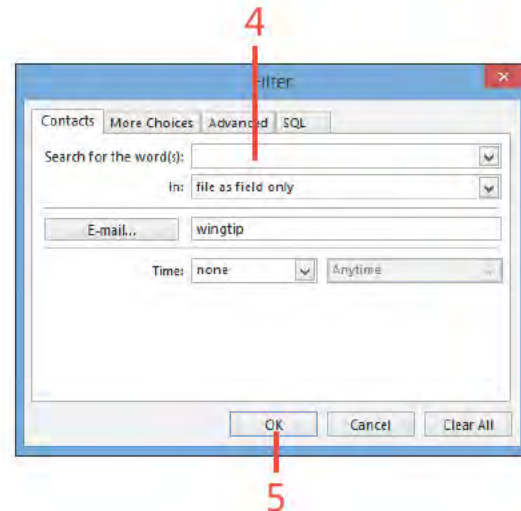 4
Filter
Contacts More Choices Advanced SQL
Search for the word(s):
In: file as field only
E-mail... wingtip
Time: none Anytime
OK Cancel Clear All
5